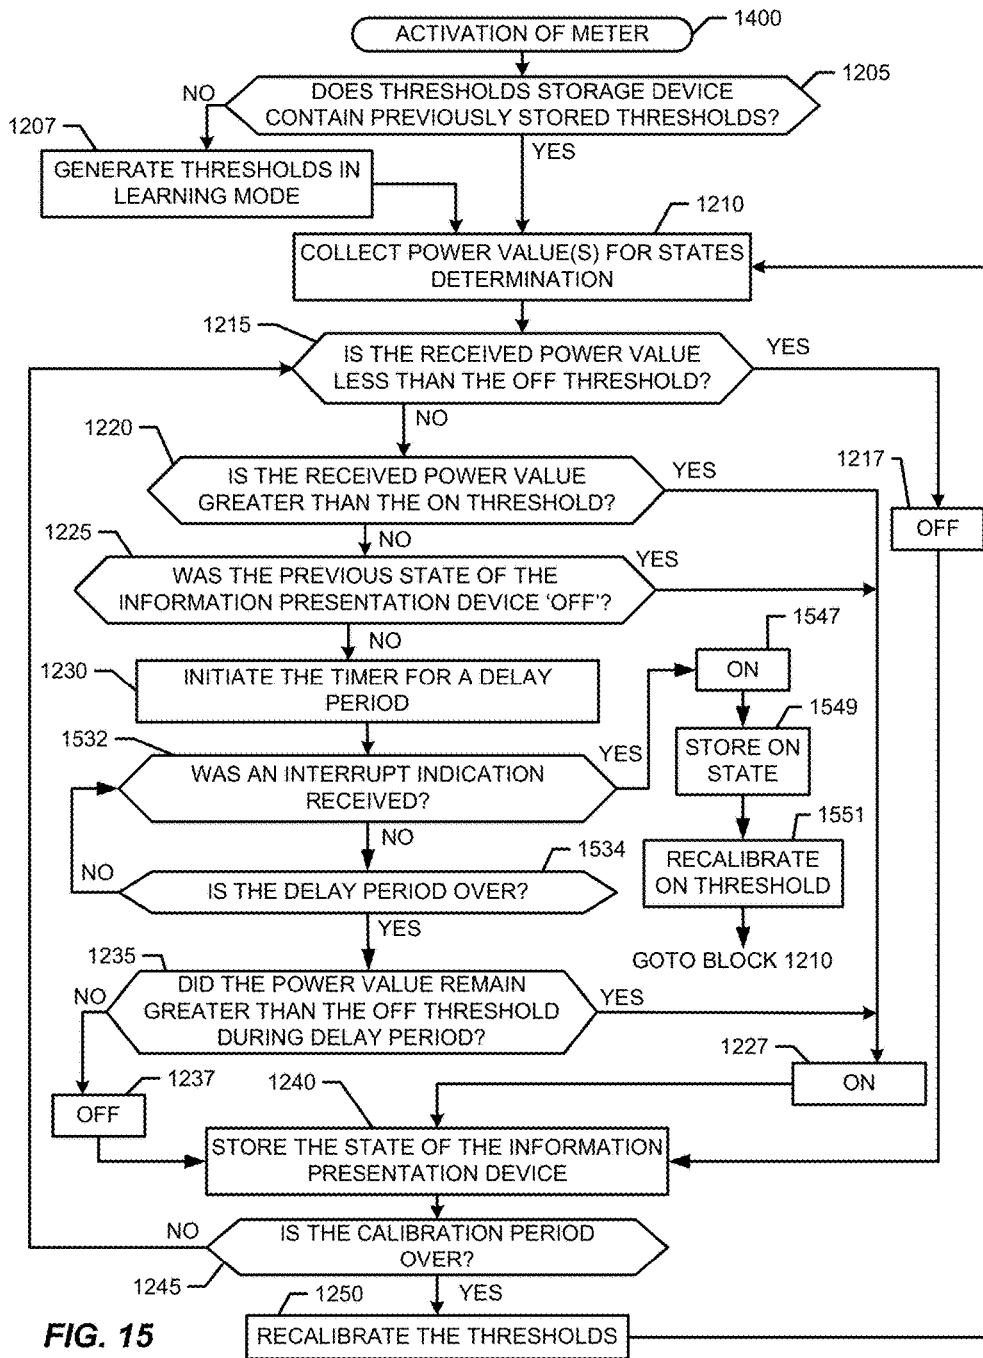 ACTIVATION OF METER
1400
DOES THRESHOLDS STORAGE DEVICE
CONTAIN PREVIOUSLY STORED THRESHOLDS?
1205
NO
YES
1207
GENERATE THRESHOLDS IN
LEARNING MODE
1210
COLLECT POWER VALUE(S) FOR STATES
DETERMINATION
1215
IS THE RECEIVED POWER VALUE
LESS THAN THE OFF THRESHOLD?
YES
NO
1220
IS THE RECEIVED POWER VALUE
GREATER THAN THE ON THRESHOLD?
YES
1217
OFF
NO
1225
WAS THE PREVIOUS STATE OF THE
INFORMATION PRESENTATION DEVICE ‘OFF’?
YES
NO
1230
INITIATE THE TIMER FOR A DELAY
PERIOD
1547
ON
1549
STORE ON
STATE
1532
WAS AN INTERRUPT INDICATION
RECEIVED?
YES
NO
1551
RECALIBRATE
ON THRESHOLD
GOTO BLOCK 1210
1534
IS THE DELAY PERIOD OVER?
NO
YES
1235
DID THE POWER VALUE REMAIN
GREATER THAN THE OFF THRESHOLD
DURING DELAY PERIOD?
NO
YES
1227
ON
1237
OFF
1240
STORE THE STATE OF THE INFORMATION
PRESENTATION DEVICE
IS THE CALIBRATION PERIOD
OVER?
NO
1245
YES
1250
RECALIBRATE THE THRESHOLDS
FIG. 15